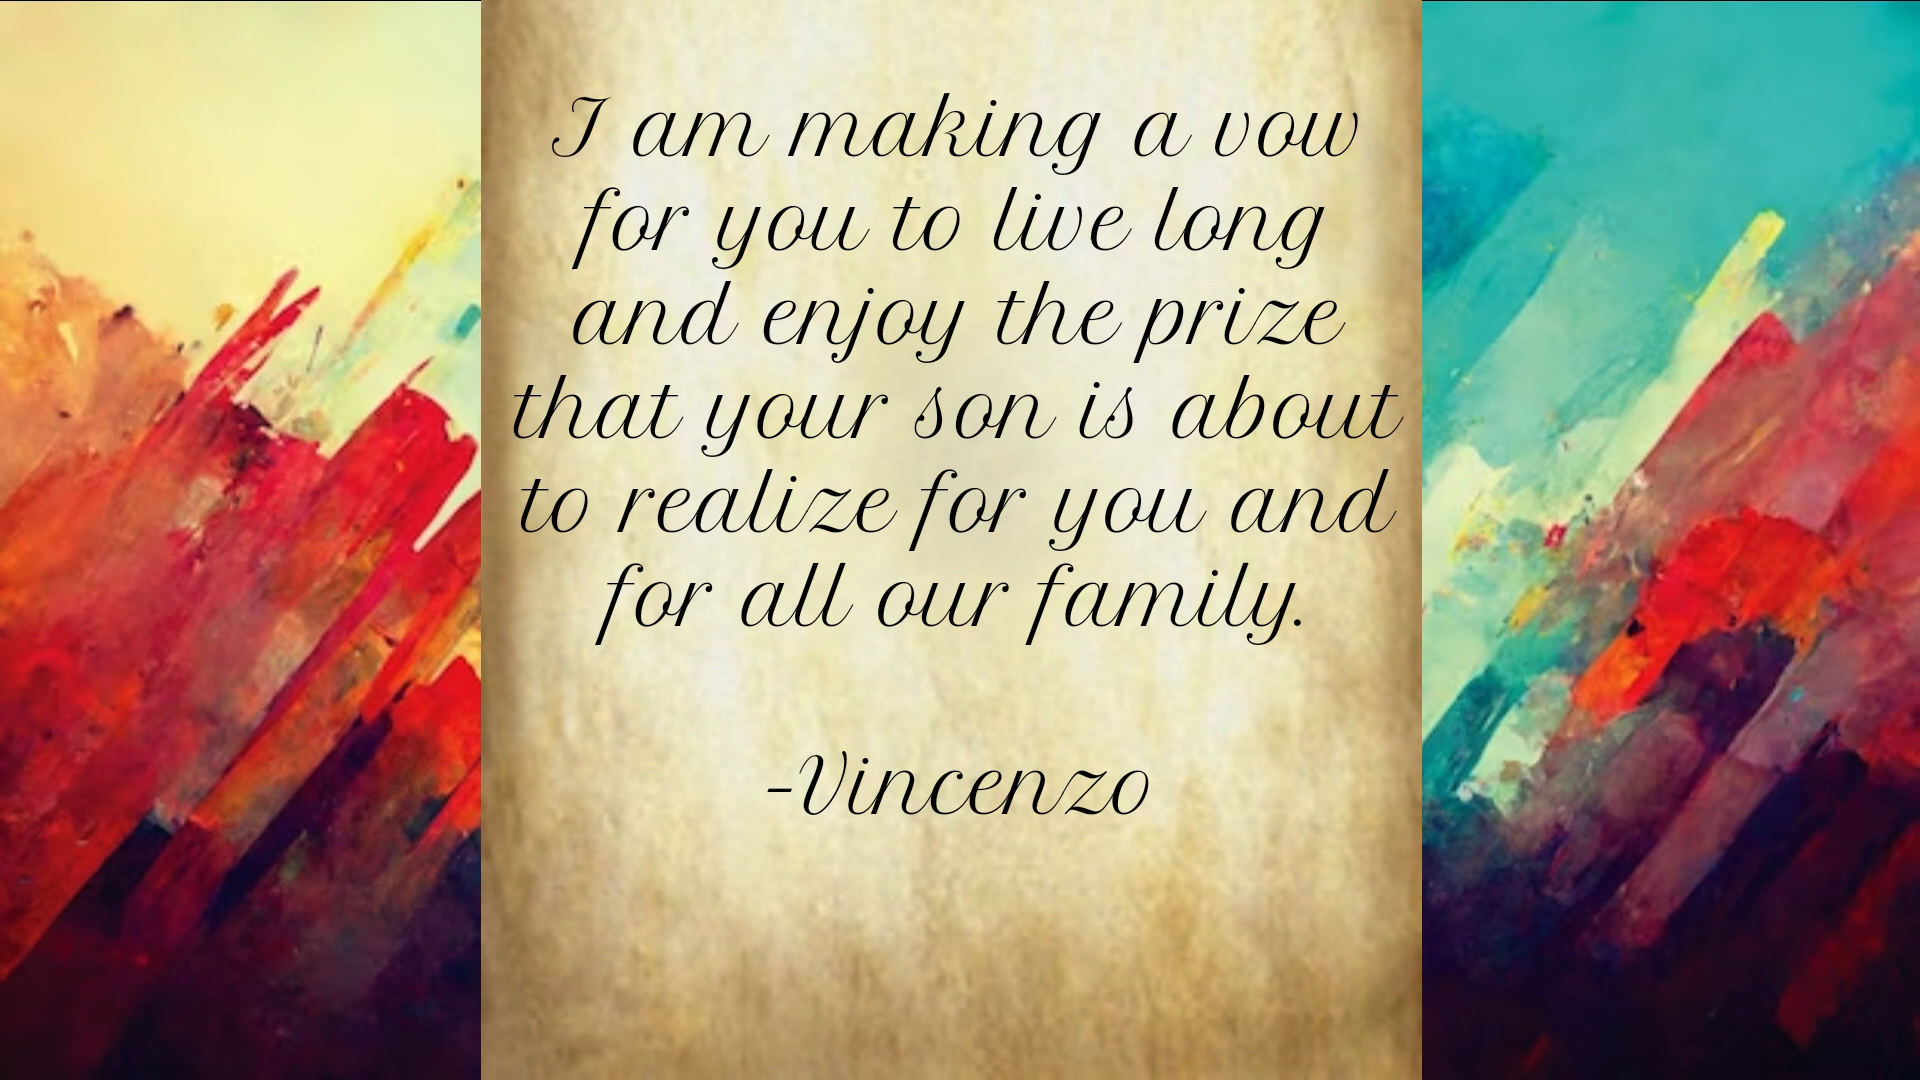 I am making a vow
for you to live long
and enjoy the prize
that your son is about
to realize for you and
for all our family.
-Vincenzo